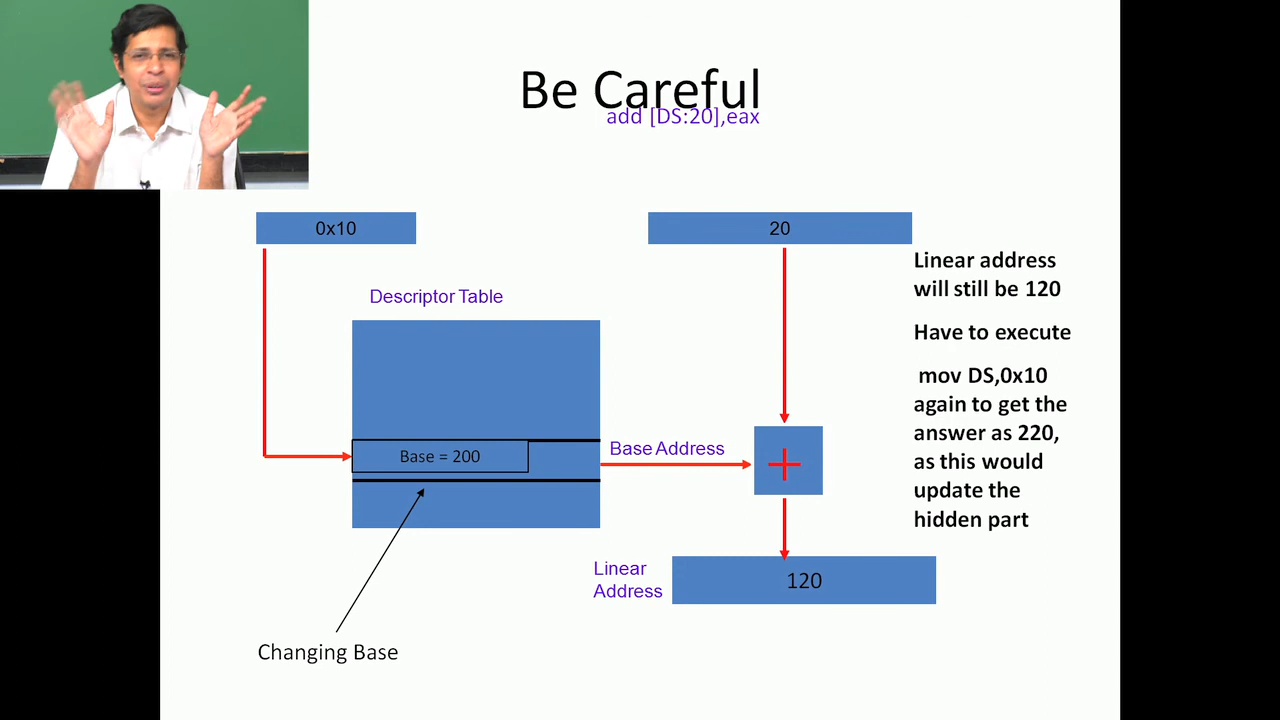 Be Careful
add [DS:20],eax
0x10
20
Linear address
will still be 120
Have to execute
mov DS,0x10
again to get the
answer as 220,
as this would
update the
hidden part
Descriptor Table
Base = 200
Base Address
+
Linear
Address
120
Changing Base